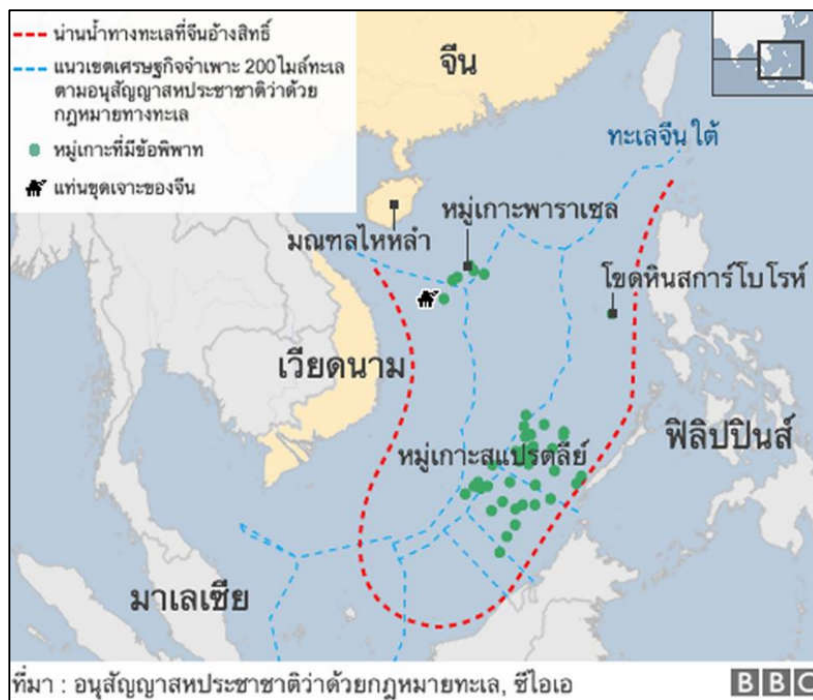 น่านน้ำทางทะเลที่จีนอ้างสิทธิ์
แนวเขตเศรษฐกิจจำเพาะ 200ไมล์ทะเล
ตามอนุสัญญาสหประชาชาติว่าด้วย
กฎหมายทางทะเล
หมู่เกาะที่มีข้อพิพาท
แท่นขุดเจาะของจีน
จีน
ทะเลจีนใต้
หมู่เกาะพาราเซล
มณฑลไหหลำ
โขดหินสการ์โบโรห์
เวียดนาม
ฟิลิปปินส์
หมู่เกาะสแปรตลีย์
มาเลเซีย
ที่มา : อนุสัญญาสหประชาชาติว่าด้วยกฎหมายทะเล, ซีไอเอ
BBC